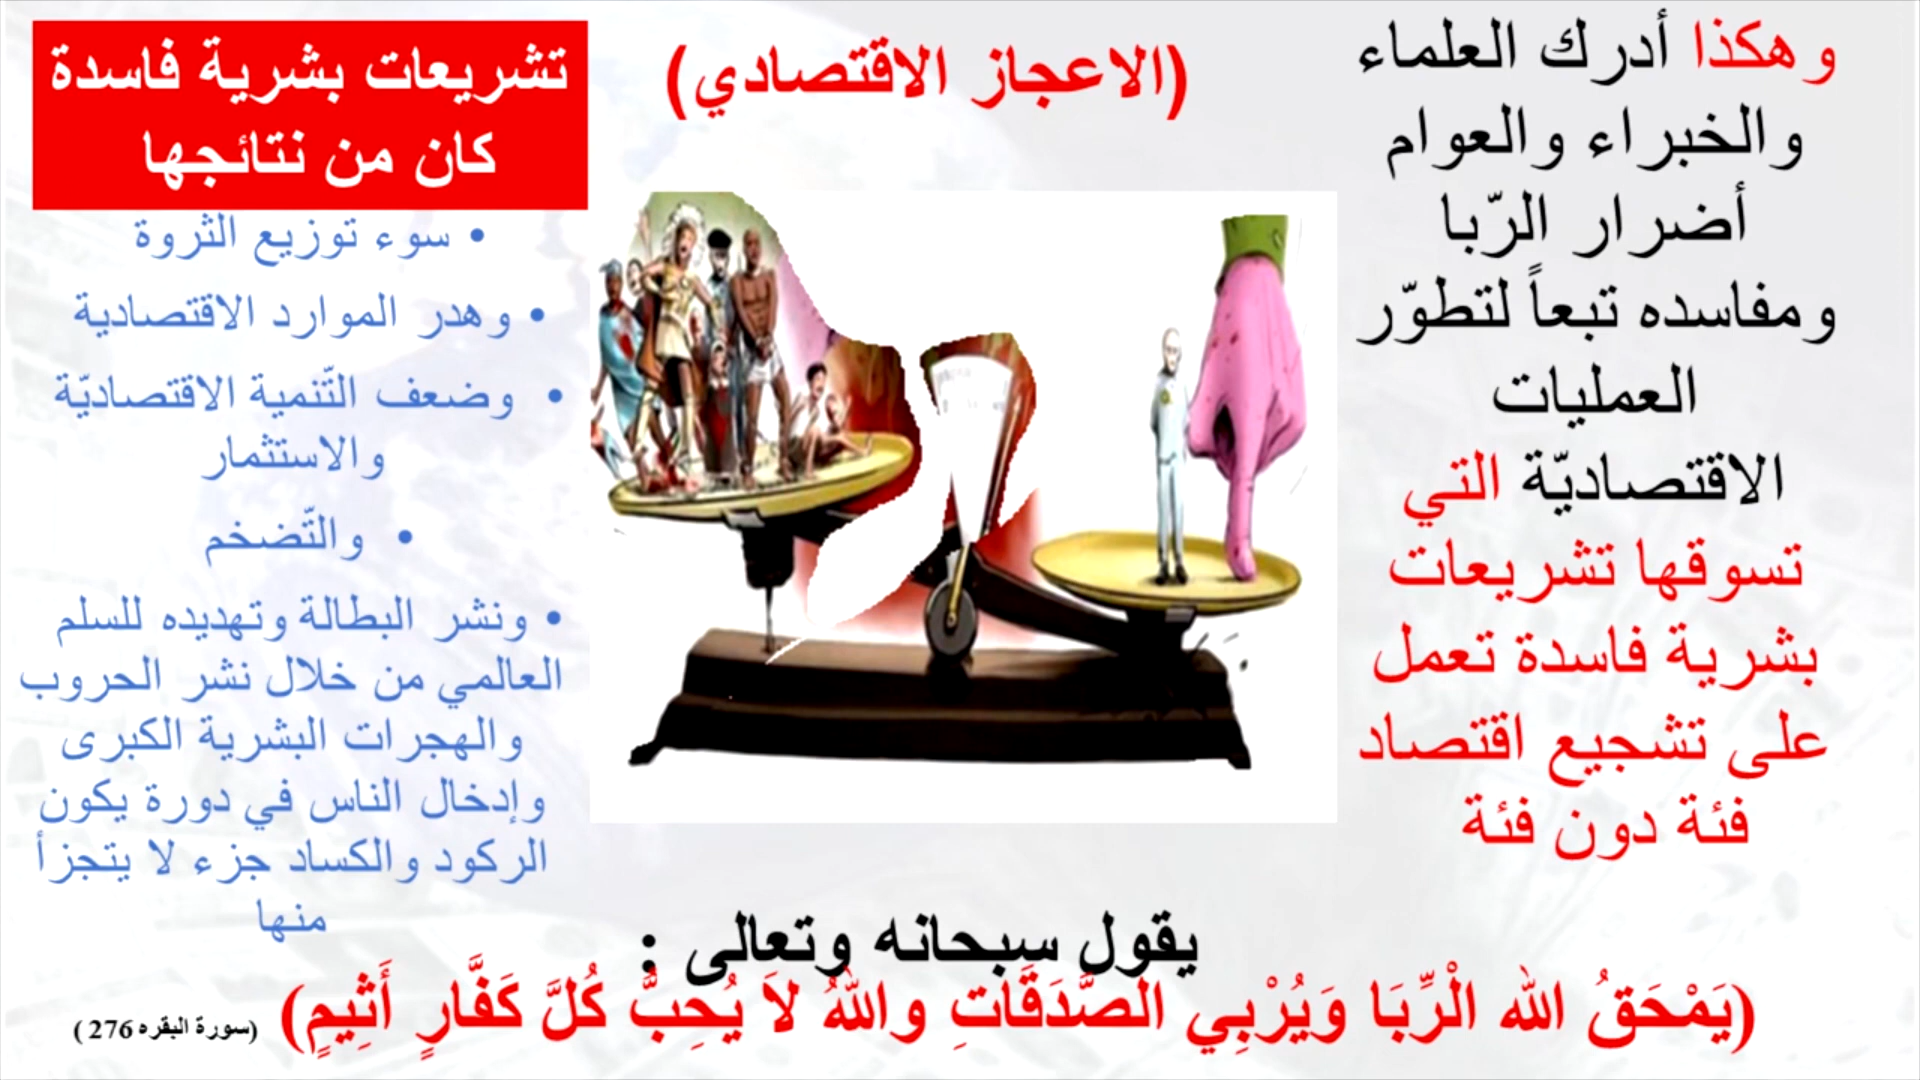 (الاعجاز الاقتصادي)
وهكذا أدرك العلماء
والخبراء والعوام
أضرار الرّبا
ومفاسده تبعاً لتطوّر
العمليات
الاقتصاديّة التي
تسوقها تشريعات
بشرية فاسدة تعمل
على تشجيع اقتصاد
فئة دون فئة
تشريعات بشرية فاسدة
كان من نتائجها
• سوء توزيع الثروة
• وهدر الموارد الاقتصادية
• وضعف التّنمية الاقتصاديّة
والاستثمار
• والتّضخم
• ونشر البطالة وتهديده للسلم
العالمي من خلال نشر الحروب
والهجرات البشرية الكبرى
وإدخال الناس في دورة يكون
الركود والكساد جزء لا يتجزأ
منها
يقول سبحانه وتعالى :
(يَمْحَقُ الله الْرِّبَا وَيُرْبِي الصَّدَقَاتِ واللهُ لاَ يُحِبُّ كُلَّ كَفَّارٍ أَثِيمٍ) (سورة البقره 276 )